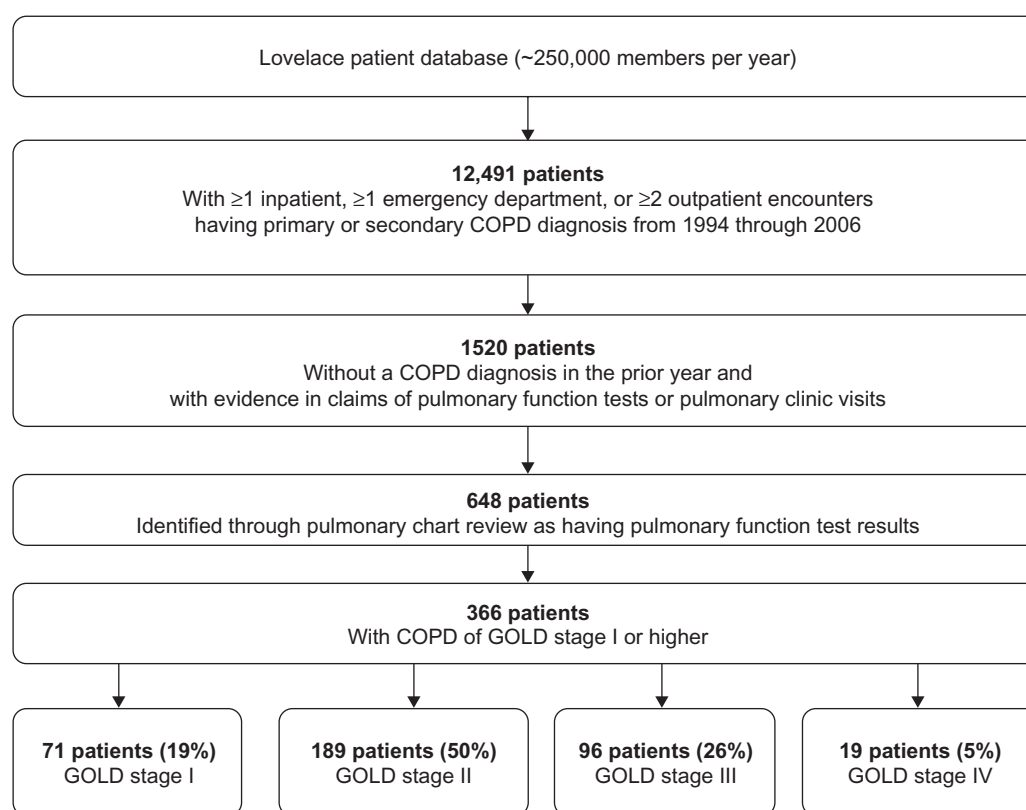 Lovelace patient database (~250,000 members per year)
12,491 patients
With ≥1 inpatient, ≥1 emergency department, or ≥2 outpatient encounters
having primary or secondary COPD diagnosis from 1994 through 2006
1520 patients
Without a COPD diagnosis in the prior year and
with evidence in claims of pulmonary function tests or pulmonary clinic visits
648 patients
Identified through pulmonary chart review as having pulmonary function test results
366 patients
With COPD of GOLD stage I or higher
71 patients (19%)
GOLD stage I
189 patients (50%)
GOLD stage II
96 patients (26%)
GOLD stage III
19 patients (5%)
GOLD stage IV